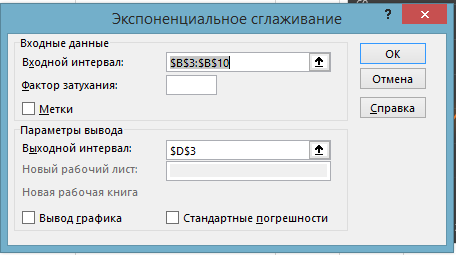 Экспоненциальное сглаживание
Входные данные
Входной интервал: $B$3:$B$10
Фактор затухания:
Метки
Параметры вывода
Выходной интервал: $D$3
Новый рабочий лист:
Новая рабочая книга
Вывод графика Стандартные погрешности
ОК
Отмена
Справка